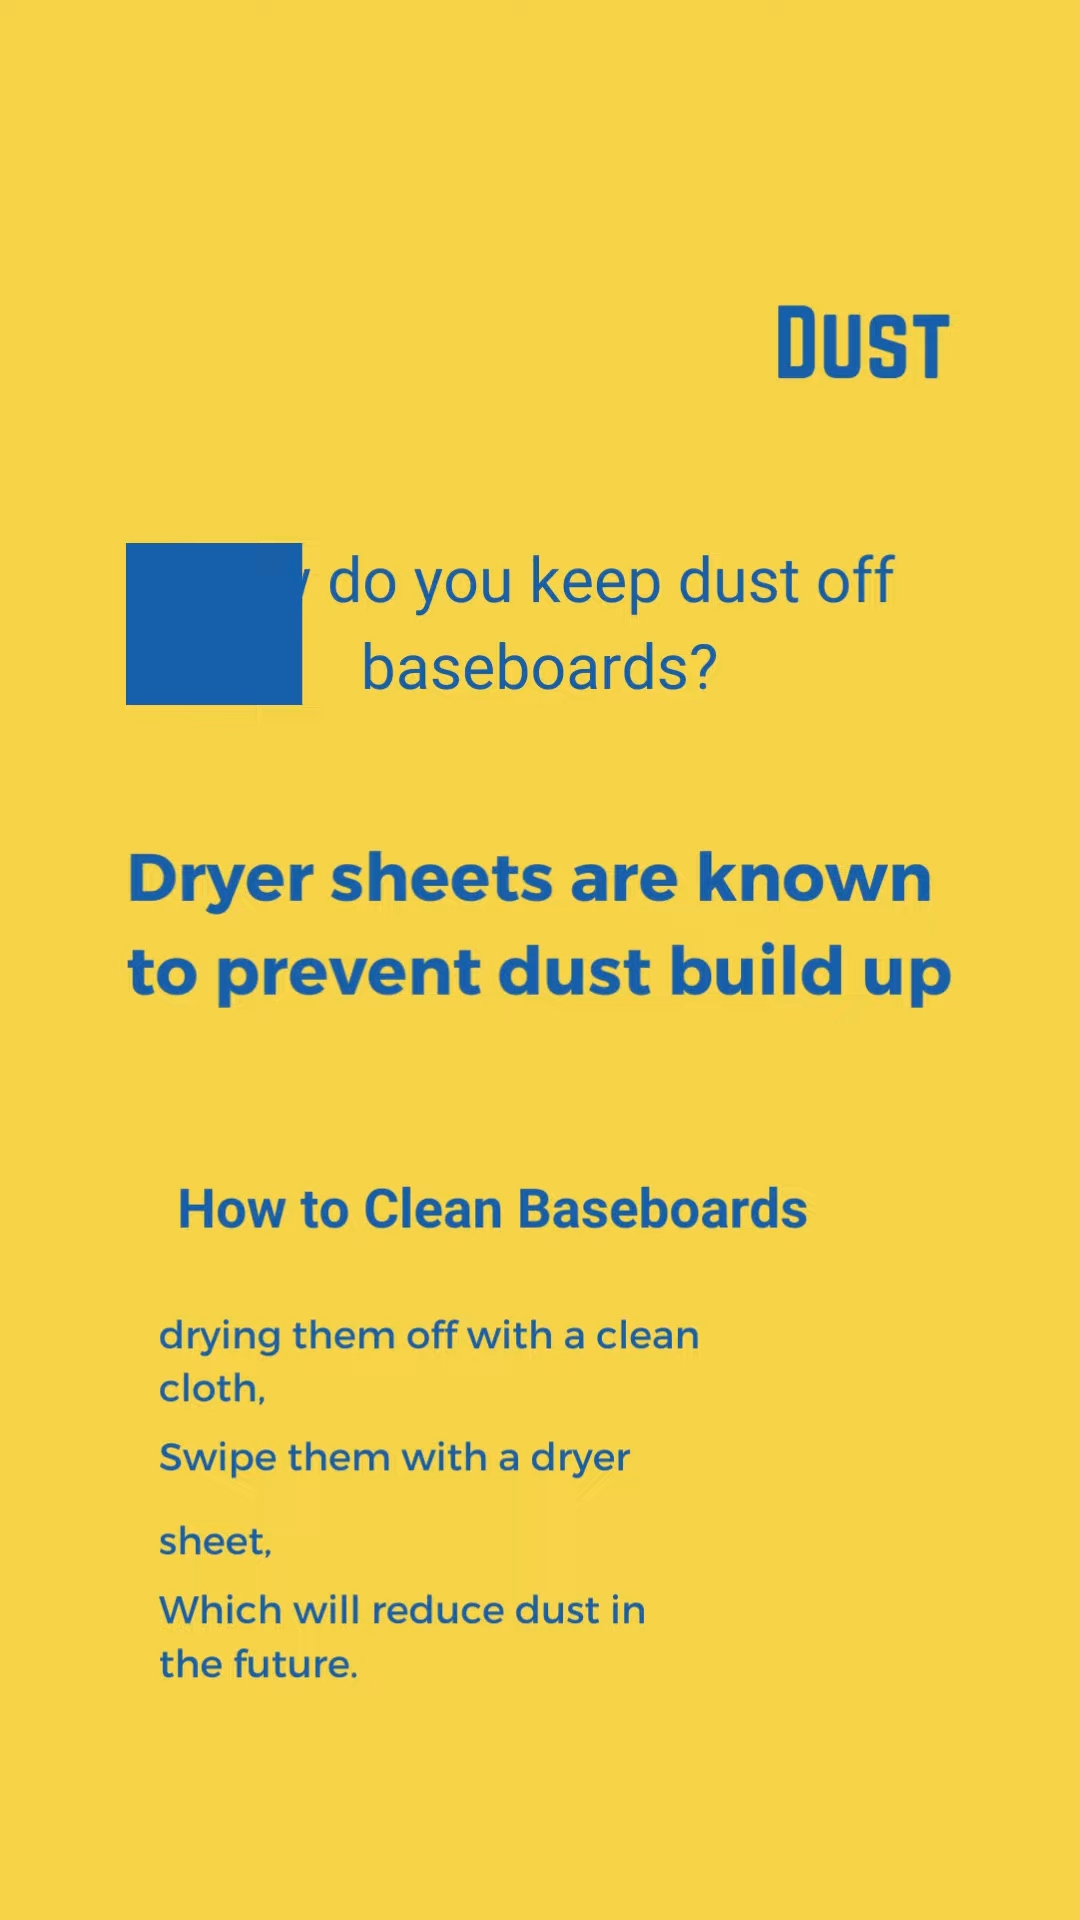 Dust
do you keep dust off
baseboards?
Dryer sheets are known
to prevent dust build up
How to Clean Baseboards
drying them off with a clean
cloth,
Swipe them with a dryer
sheet,
Which will reduce dust in
the future.